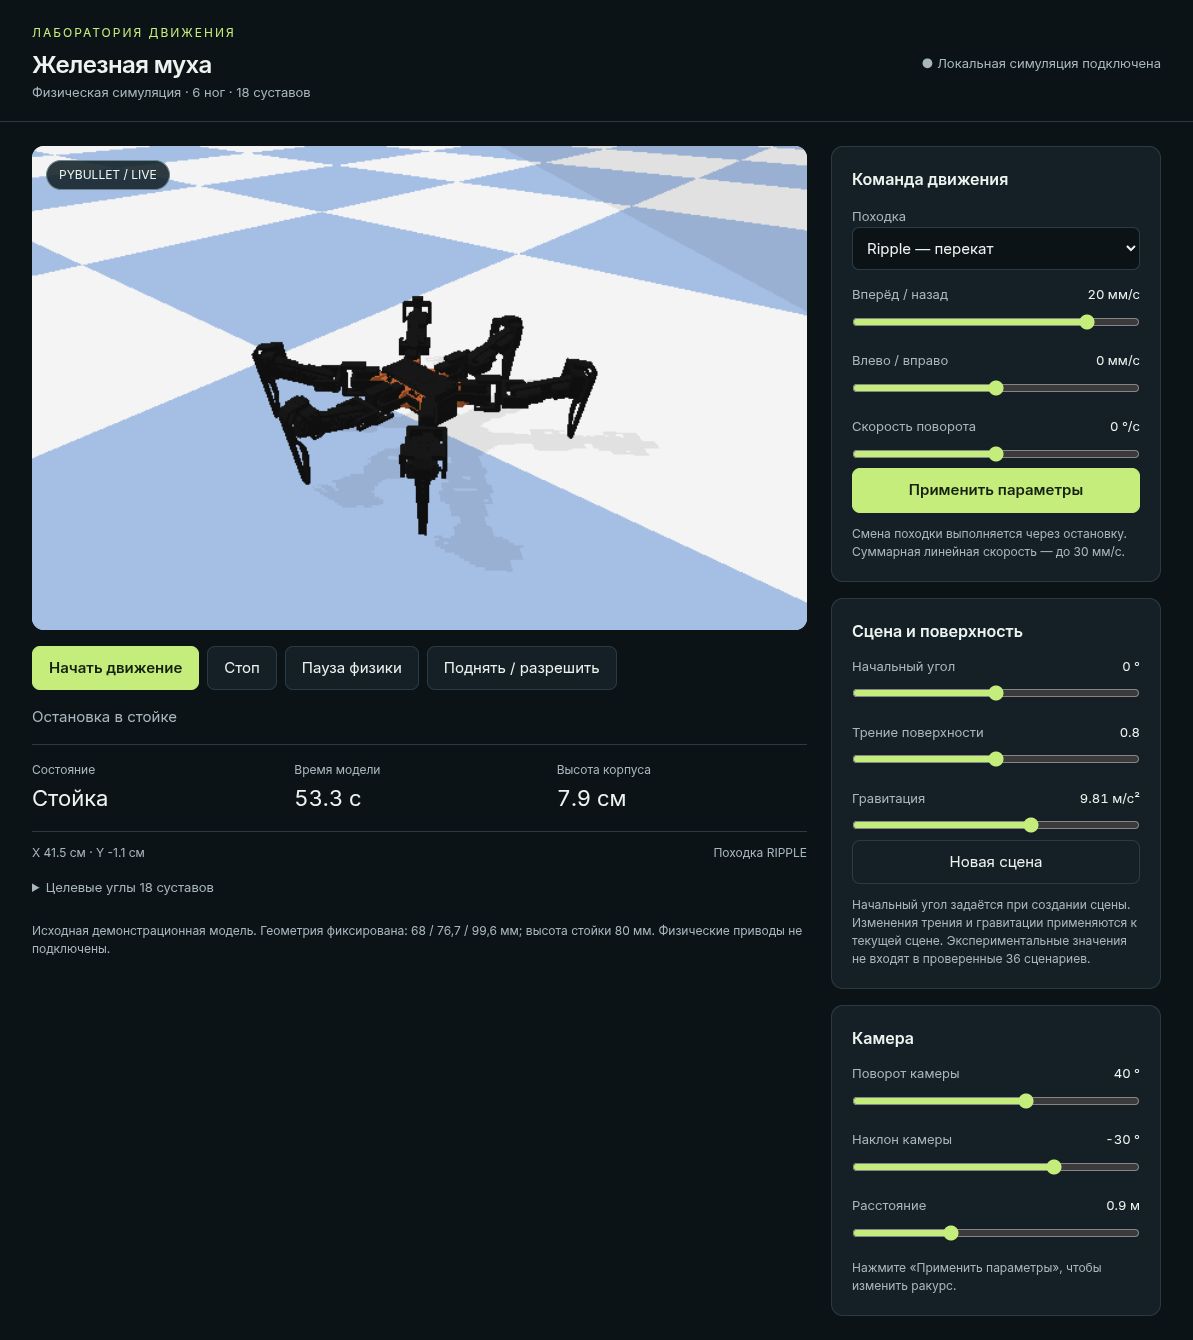 ЛАБОРАТОРИЯ ДВИЖЕНИЯ
Железная муха
Физическая симуляция · 6 ног · 18 суставов
Локальная симуляция подключена
PYBULLET / LIVE
Начать движение
Стоп
Пауза физики
Поднять / разрешить
Остановка в стойке
Состояние
Стойка
Время модели
53.3 с
Высота корпуса
7.9 см
X 41.5 см · Y -1.1 см
Походка RIPPLE
Целевые углы 18 суставов
Исходная демонстрационная модель. Геометрия фиксирована: 68 / 76,7 / 99,6 мм; высота стойки 80 мм. Физические приводы не
подключены.
Команда движения
Походка
Ripple — перекат
Вперёд / назад 20 мм/с
Влево / вправо 0 мм/с
Скорость поворота 0 °/с
Применить параметры
Смена походки выполняется через остановку.
Суммарная линейная скорость — до 30 мм/с.
Сцена и поверхность
Начальный угол 0 °
Трение поверхности 0.8
Гравитация 9.81 м/с²
Новая сцена
Начальный угол задаётся при создании сцены.
Изменения трения и гравитации применяются к
текущей сцене. Экспериментальные значения
не входят в проверенные 36 сценариев.
Камера
Поворот камеры 40 °
Наклон камеры -30 °
Расстояние 0.9 м
Нажмите «Применить параметры», чтобы
изменить ракурс.